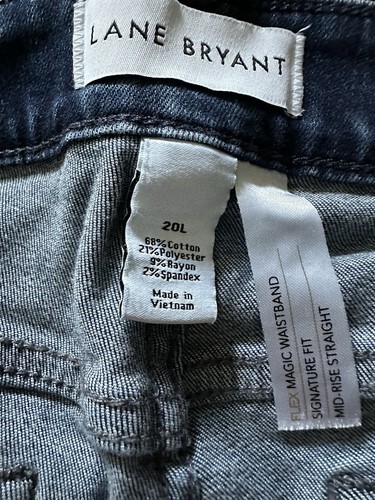 LANE BRYANT
20L
68%Cotton
21%Polyester
9%Rayon
2%Spandex
Made in
Vietnam
FLEX MAGIC WAISTBAND
SIGNATURE FIT
MID-RISE STRAIGHT